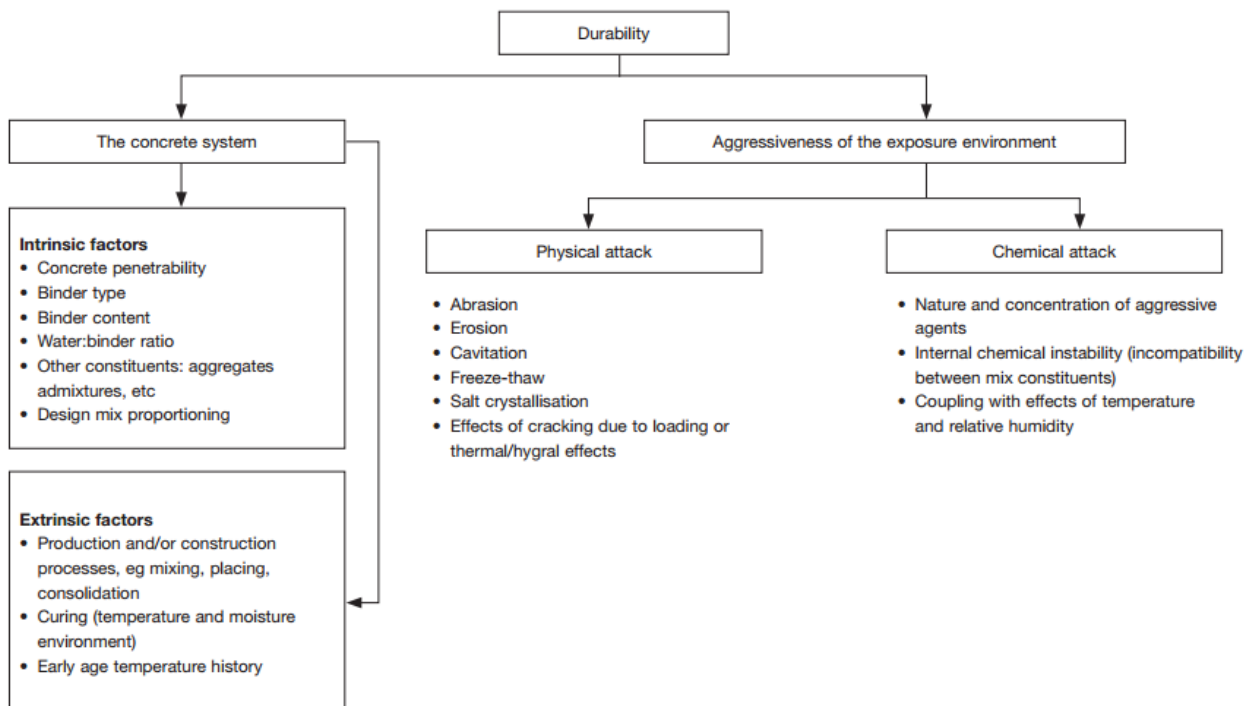 Durability
The concrete system
Aggressiveness of the exposure environment
Intrinsic factors
• Concrete penetrability
• Binder type
• Binder content
• Water:binder ratio
• Other constituents: aggregates
admixtures, etc
• Design mix proportioning
Extrinsic factors
• Production and/or construction
processes, eg mixing, placing,
consolidation
• Curing (temperature and moisture
environment)
• Early age temperature history
Physical attack
• Abrasion
• Erosion
• Cavitation
• Freeze-thaw
• Salt crystallisation
• Effects of cracking due to loading or
thermal/hygral effects
Chemical attack
• Nature and concentration of aggressive
agents
• Internal chemical instability (incompatibility
between mix constituents)
• Coupling with effects of temperature
and relative humidity